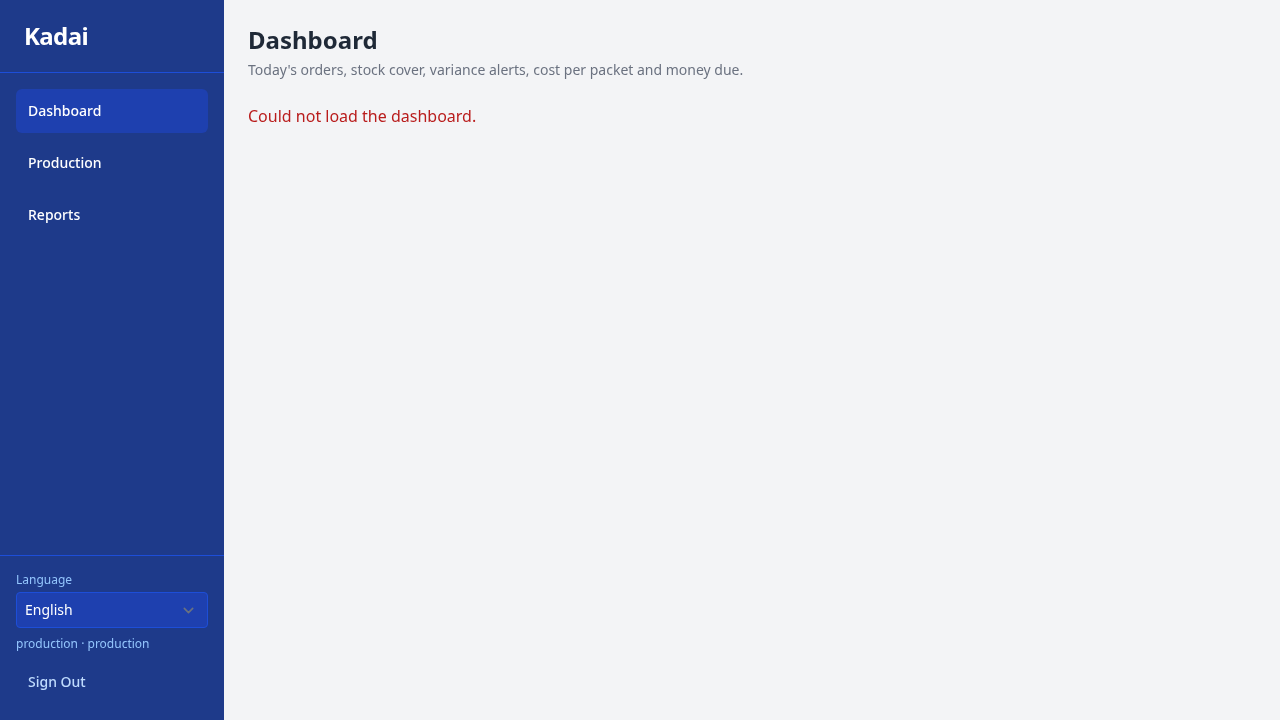 Kadai
Dashboard
Production
Reports
Language
English
production · production
Sign Out
Dashboard
Today's orders, stock cover, variance alerts, cost per packet and money due.
Could not load the dashboard.